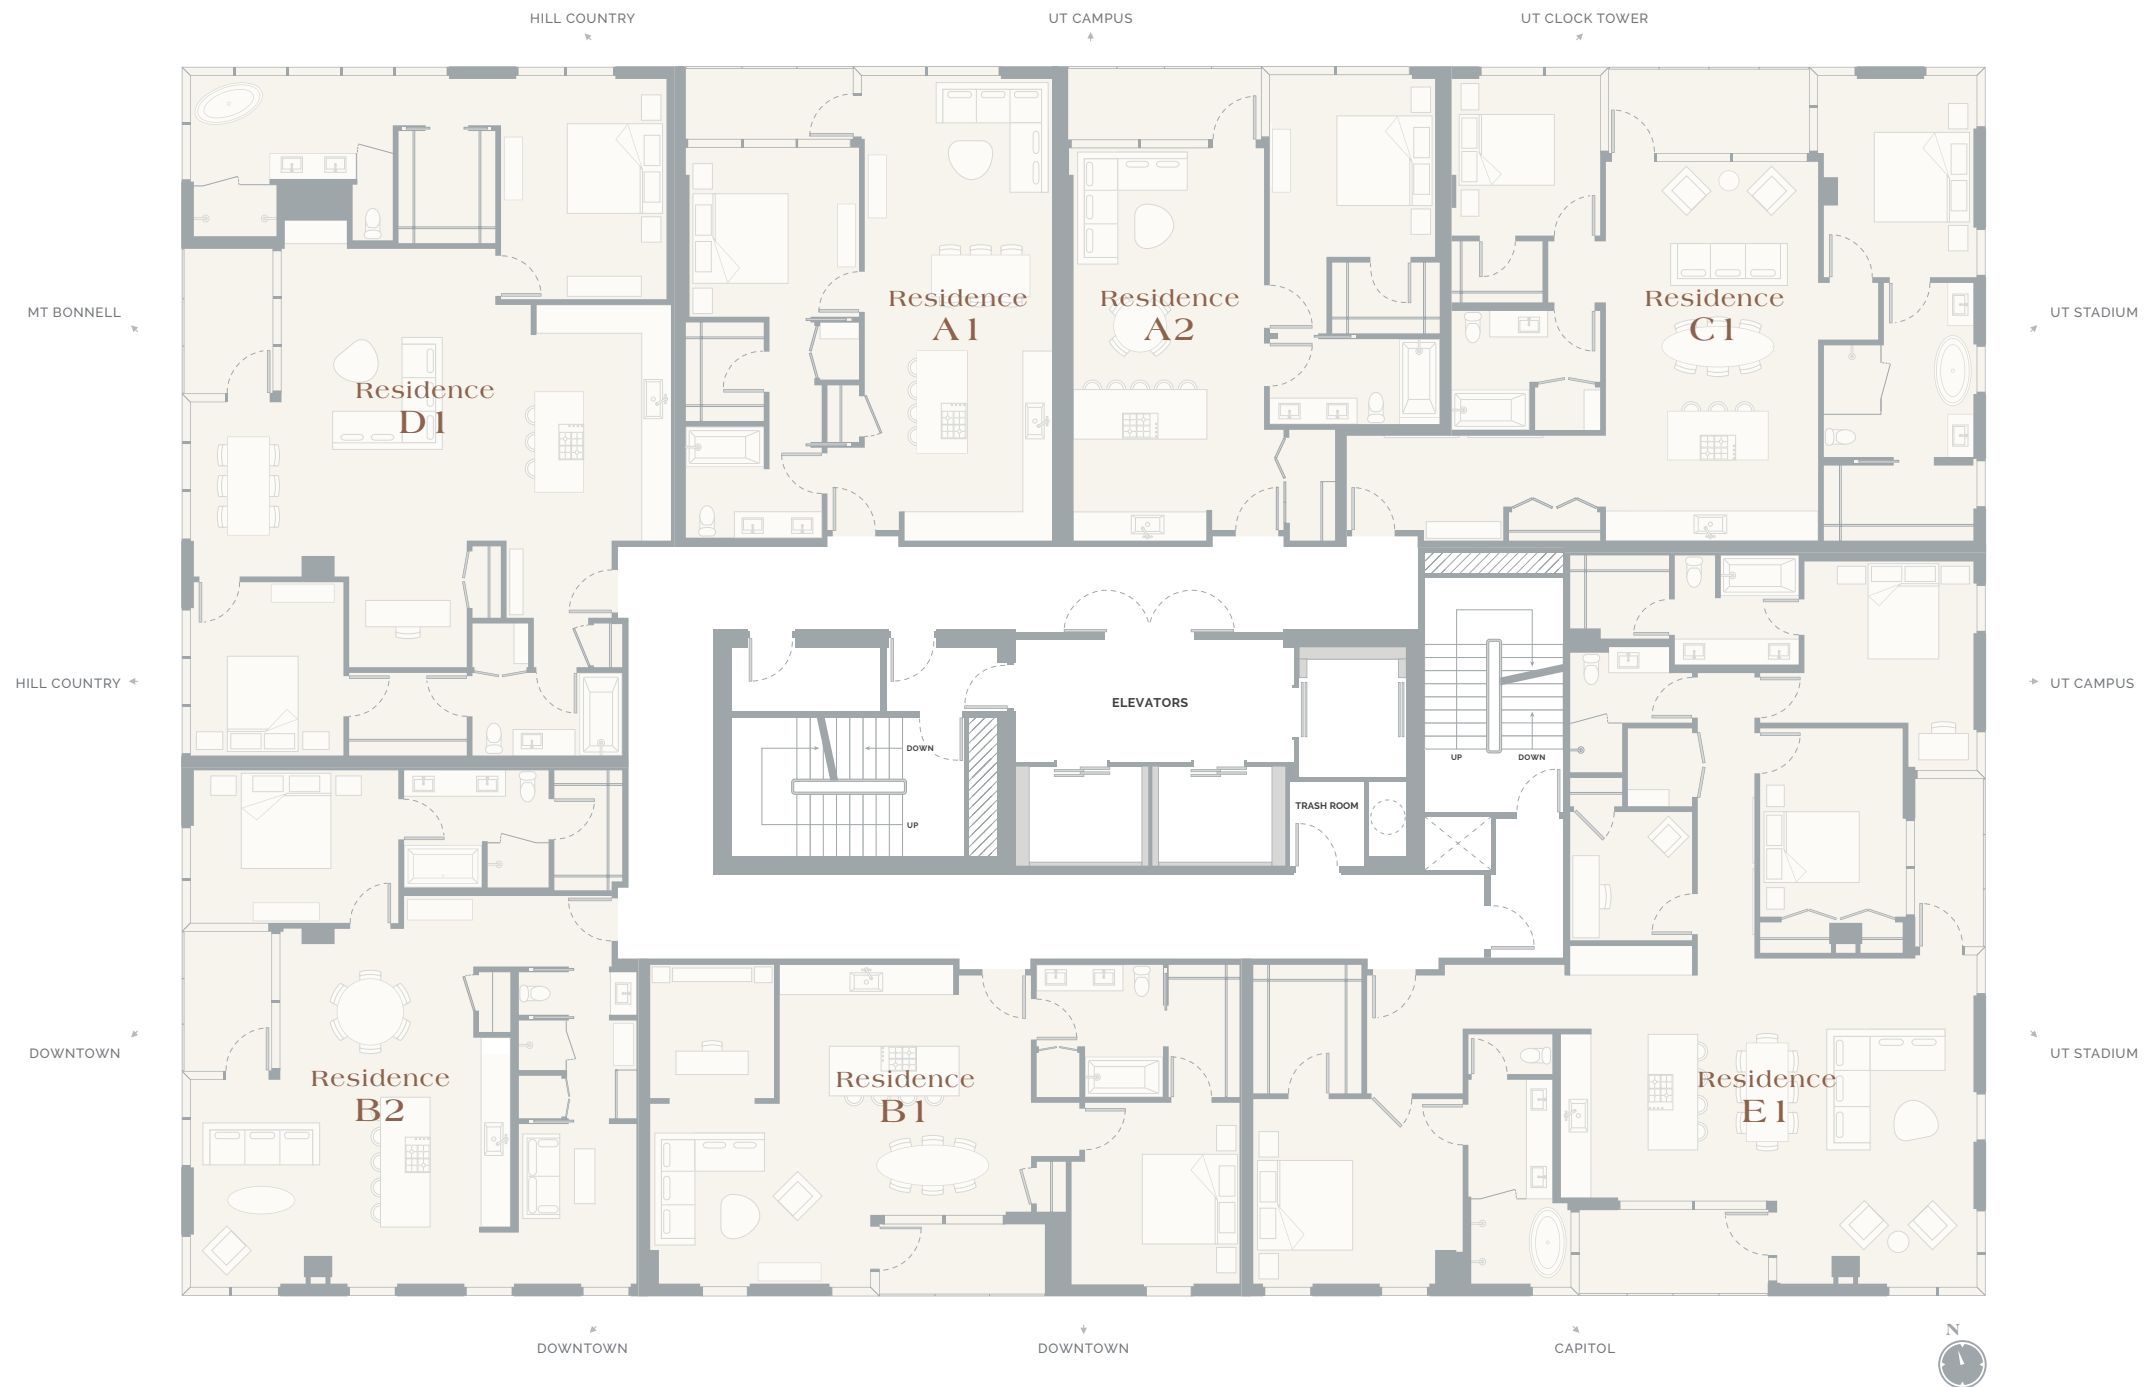 HILL COUNTRY
UT CAMPUS
UT CLOCK TOWER
MT BONNELL
UT STADIUM
Residence
A1
Residence
A2
Residence
C1
Residence
D1
HILL COUNTRY
UT CAMPUS
ELEVATORS
DOWN
UP
UP
DOWN
TRASH ROOM
DOWNTOWN
UT STADIUM
Residence
B2
Residence
B1
Residence
E1
DOWNTOWN
DOWNTOWN
CAPITOL
N